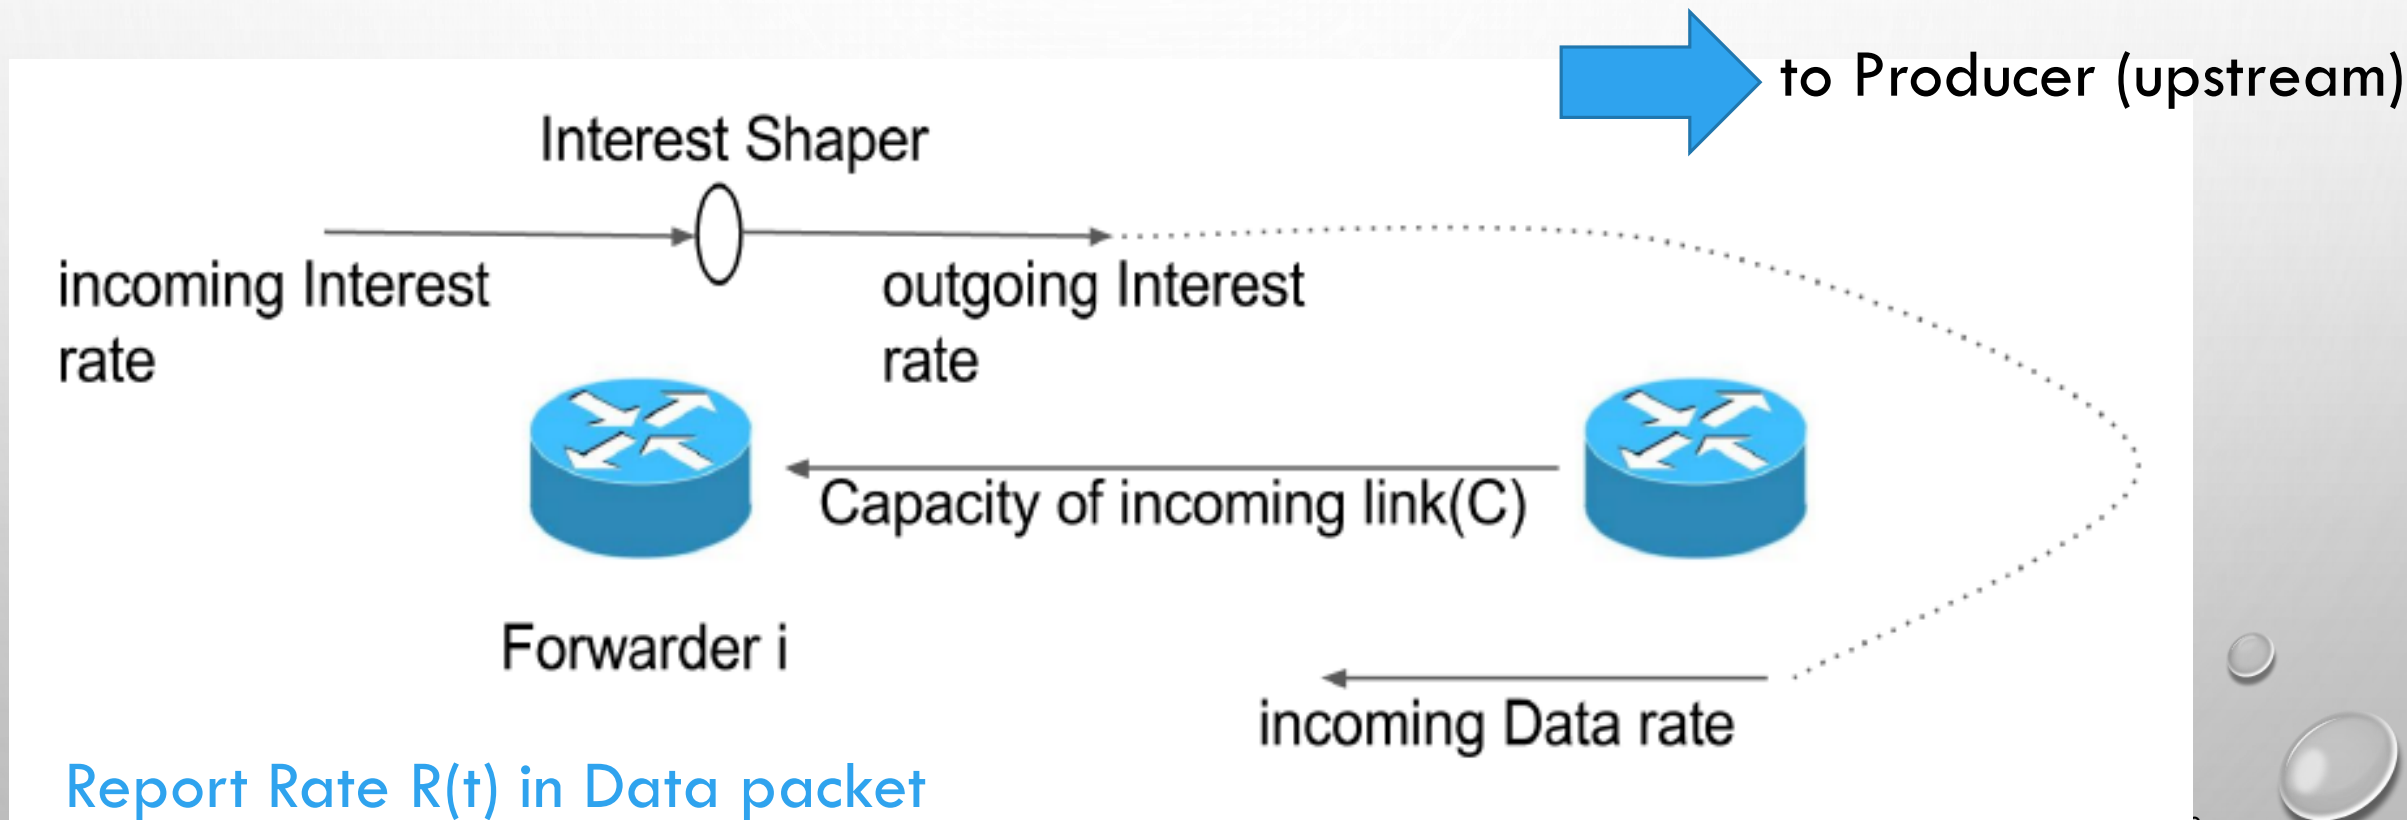 to Producer (upstream)
Interest Shaper
incoming Interest
rate
outgoing Interest
rate
Capacity of incoming link(C)
Forwarder i
incoming Data rate
Report Rate R(t) in Data packet